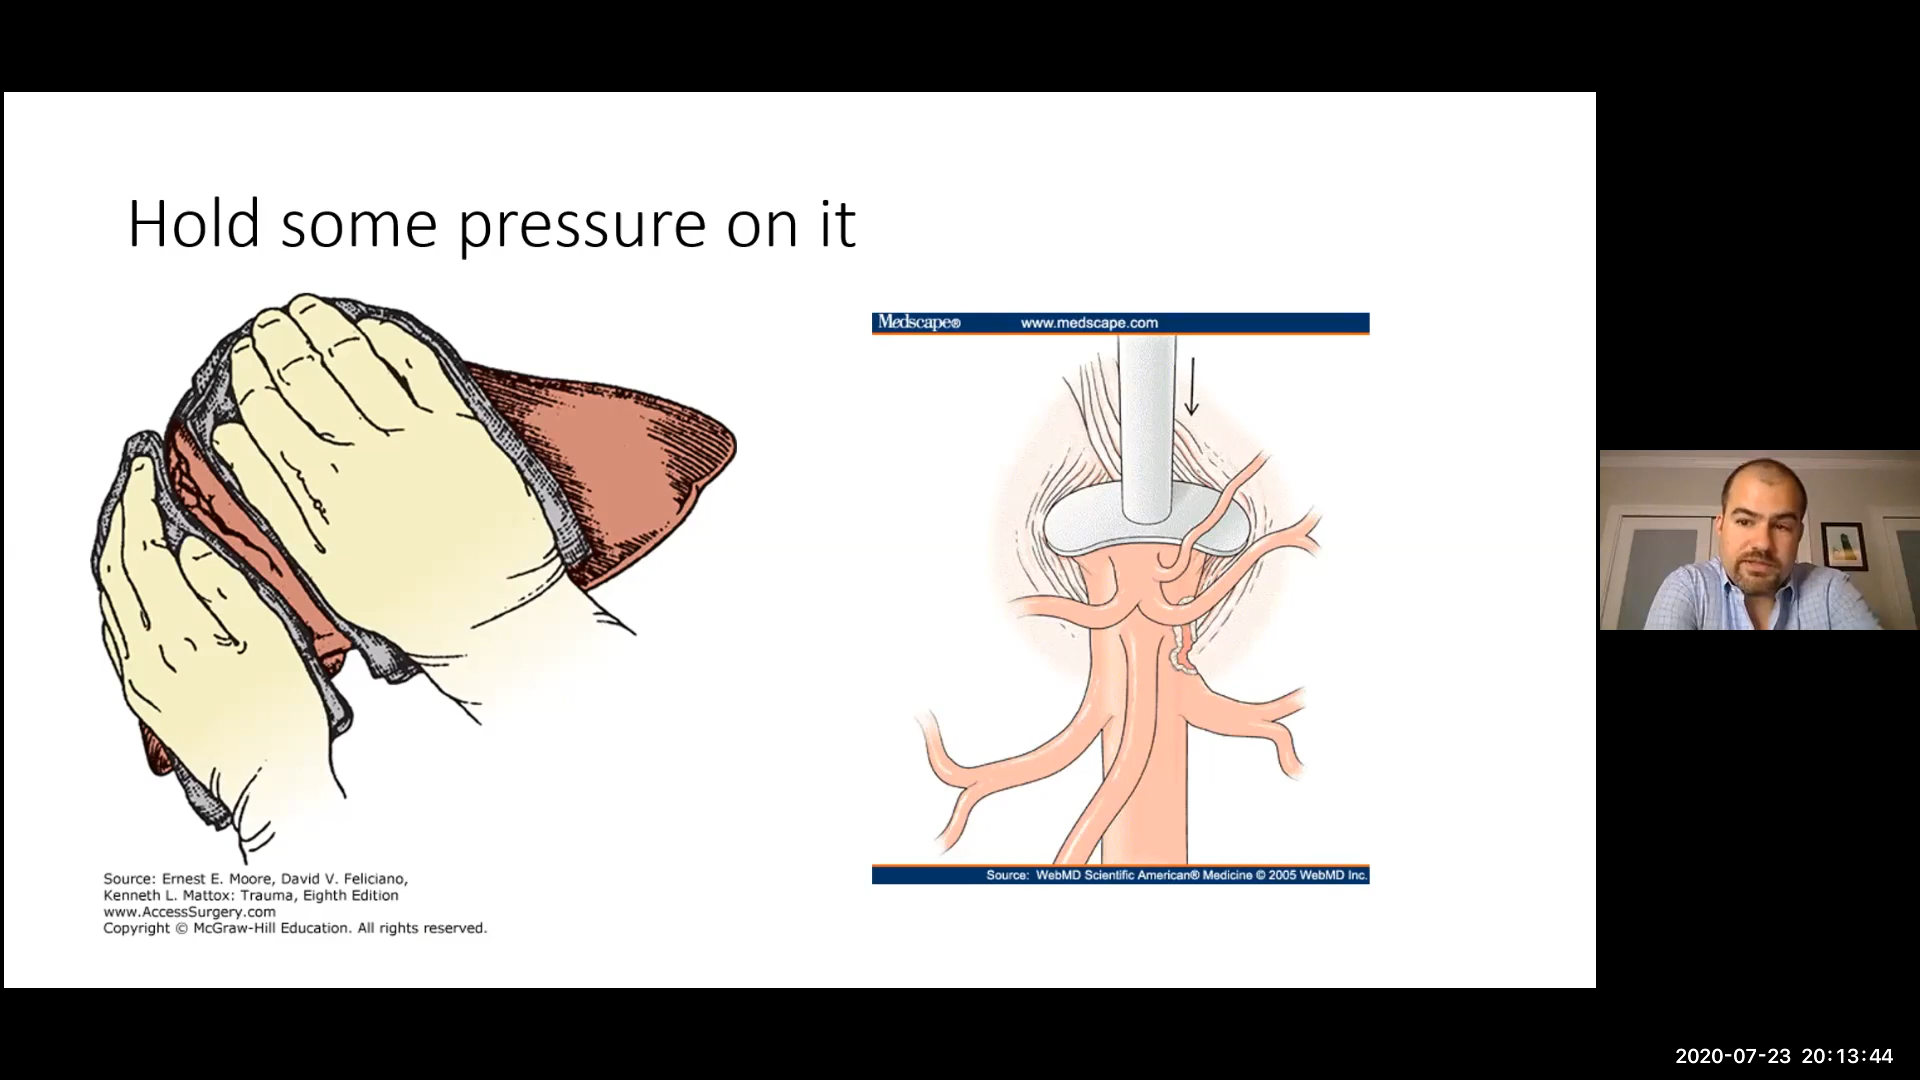 Hold some pressure on it
Medscape® www.medscape.com
Source: WebMD Scientific American® Medicine © 2005 WebMD Inc.
Source: Ernest E. Moore, David V. Feliciano,
Kenneth L. Mattox: Trauma, Eighth Edition
www.AccessSurgery.com
Copyright © McGraw-Hill Education. All rights reserved.
2020-07-23 20:13:44